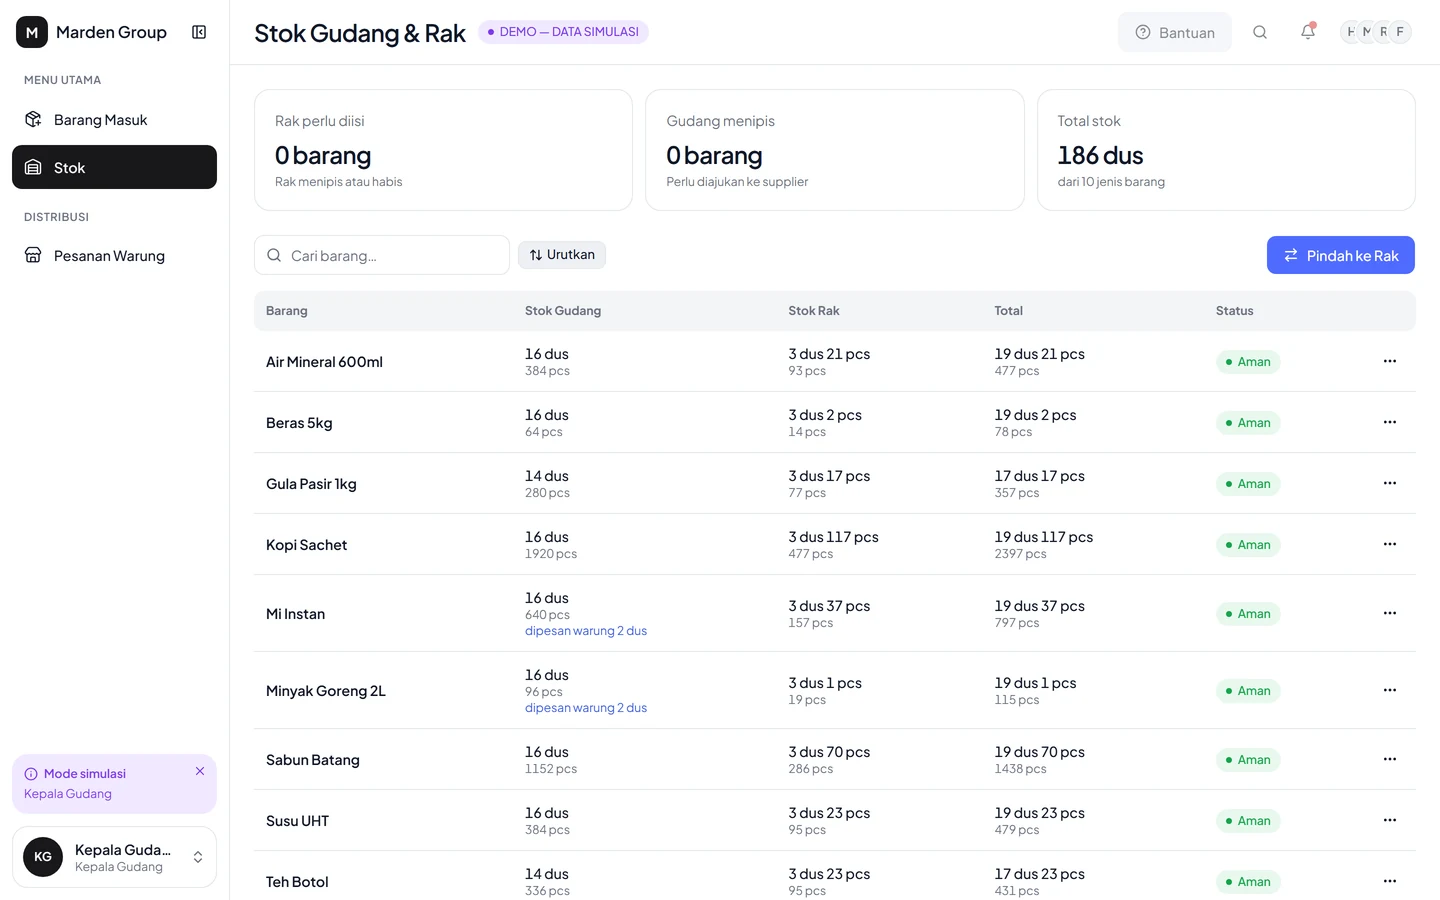 M Marden Group
MENU UTAMA
Barang Masuk
Stok
DISTRIBUSI
Pesanan Warung
Mode simulasi
Kepala Gudang
KG
Kepala Guda...
Kepala Gudang
Stok Gudang & Rak
DEMO — DATA SIMULASI
Bantuan
H M R F
Rak perlu diisi
0 barang
Rak menipis atau habis
Gudang menipis
0 barang
Perlu diajukan ke supplier
Total stok
186 dus
dari 10 jenis barang
Cari barang...
Urutkan
Pindah ke Rak
Barang Stok Gudang Stok Rak Total Status
Air Mineral 600ml 16 dus 3 dus 21 pcs 19 dus 21 pcs Aman
384 pcs 93 pcs 477 pcs
Beras 5kg 16 dus 3 dus 2 pcs 19 dus 2 pcs Aman
64 pcs 14 pcs 78 pcs
Gula Pasir 1kg 14 dus 3 dus 17 pcs 17 dus 17 pcs Aman
280 pcs 77 pcs 357 pcs
Kopi Sachet 16 dus 3 dus 117 pcs 19 dus 117 pcs Aman
1920 pcs 477 pcs 2397 pcs
Mi Instan 16 dus 3 dus 37 pcs 19 dus 37 pcs Aman
640 pcs 157 pcs 797 pcs
dipesan warung 2 dus
Minyak Goreng 2L 16 dus 3 dus 1 pcs 19 dus 1 pcs Aman
96 pcs 19 pcs 115 pcs
dipesan warung 2 dus
Sabun Batang 16 dus 3 dus 70 pcs 19 dus 70 pcs Aman
1152 pcs 286 pcs 1438 pcs
Susu UHT 16 dus 3 dus 23 pcs 19 dus 23 pcs Aman
384 pcs 95 pcs 479 pcs
Teh Botol 14 dus 3 dus 23 pcs 17 dus 23 pcs Aman
336 pcs 95 pcs 431 pcs